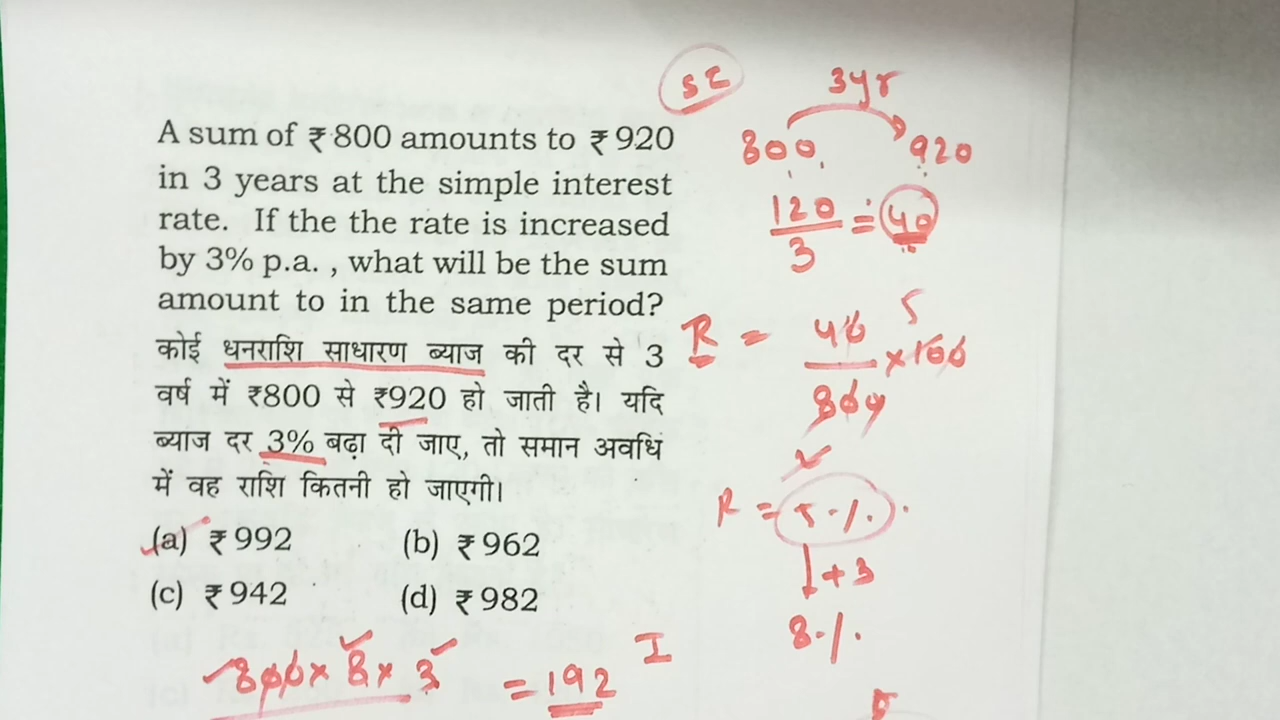 A sum of ₹800 amounts to ₹920
in 3 years at the simple interest
rate. If the the rate is increased
by 3% p.a. , what will be the sum
amount to in the same period?
कोई धनराशि साधारण ब्याज की दर से 3
वर्ष में ₹800 से ₹920 हो जाती है। यदि
ब्याज दर 3% बढ़ा दी जाए, तो समान अवधि
में वह राशि कितनी हो जाएगी।
(a) ₹992 (b) ₹962
(c) ₹942 (d) ₹982
800 × 8 × 3 = 192 I
SI 3yr
800 920
120
3
= 40
R = 40 × 100 5
800
R = 5%.
+3
8%.